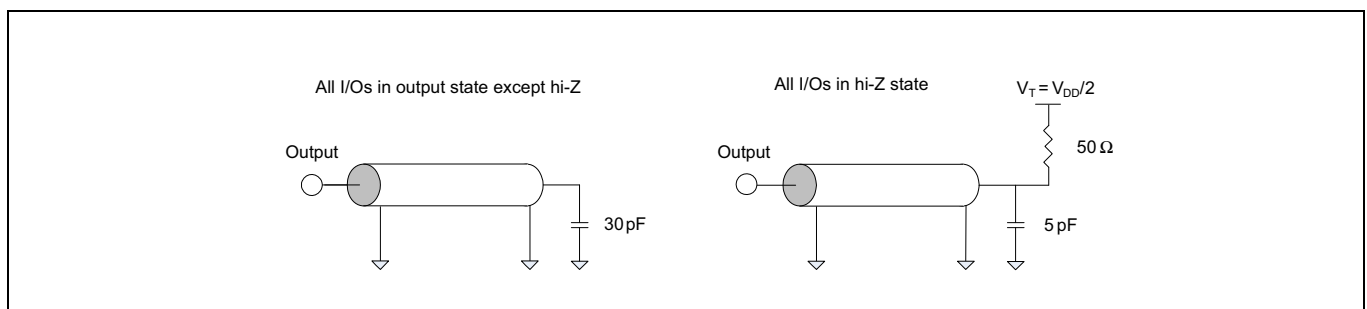 All I/Os in output state except hi-Z
Output
30 pF
All I/Os in hi-Z state
V_T = V_DD/2
50 Ω
Output
5 pF